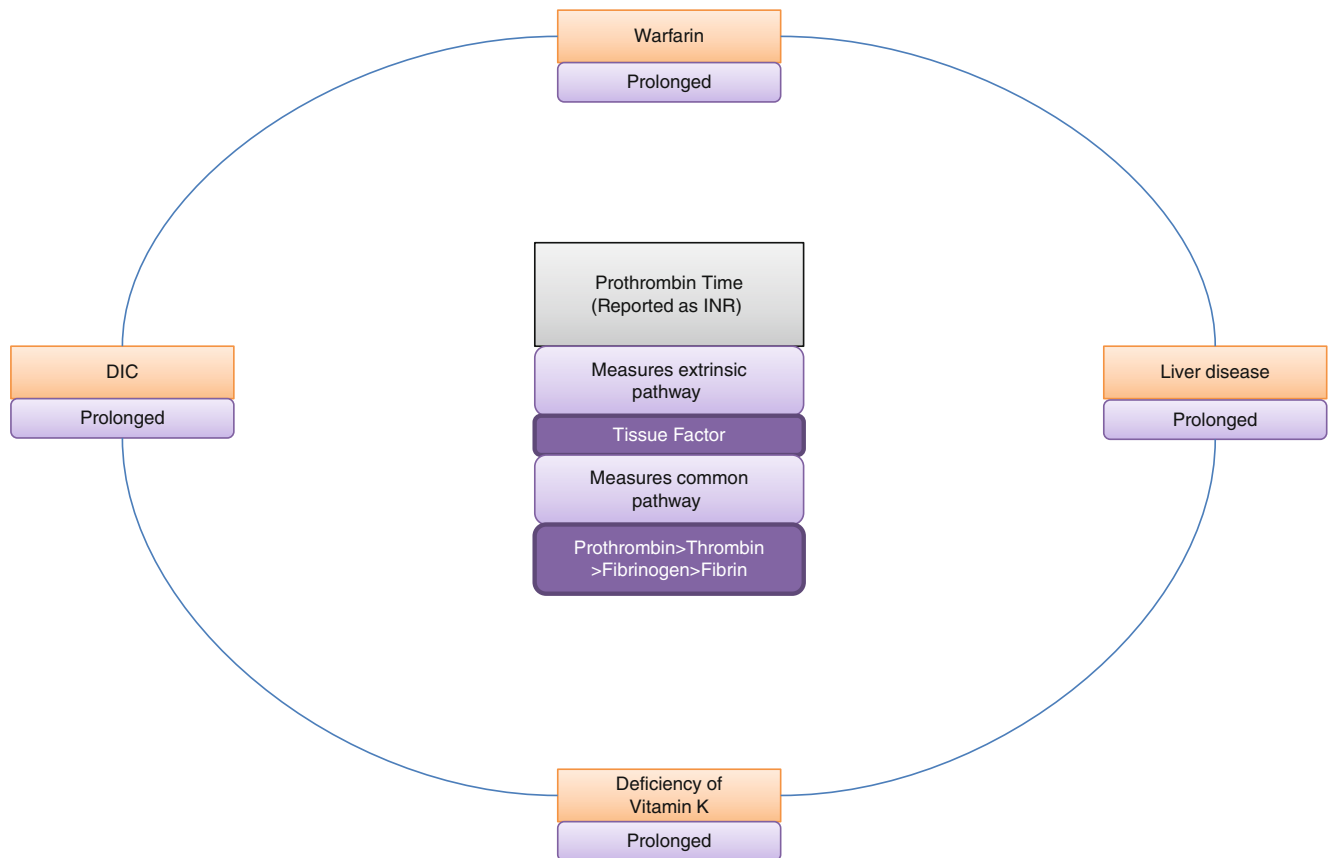 Warfarin
Prolonged
Prothrombin Time
(Reported as INR)
Measures extrinsic
pathway
Tissue Factor
Measures common
pathway
Prothrombin>Thrombin
>Fibrinogen>Fibrin
DIC
Prolonged
Liver disease
Prolonged
Deficiency of
Vitamin K
Prolonged